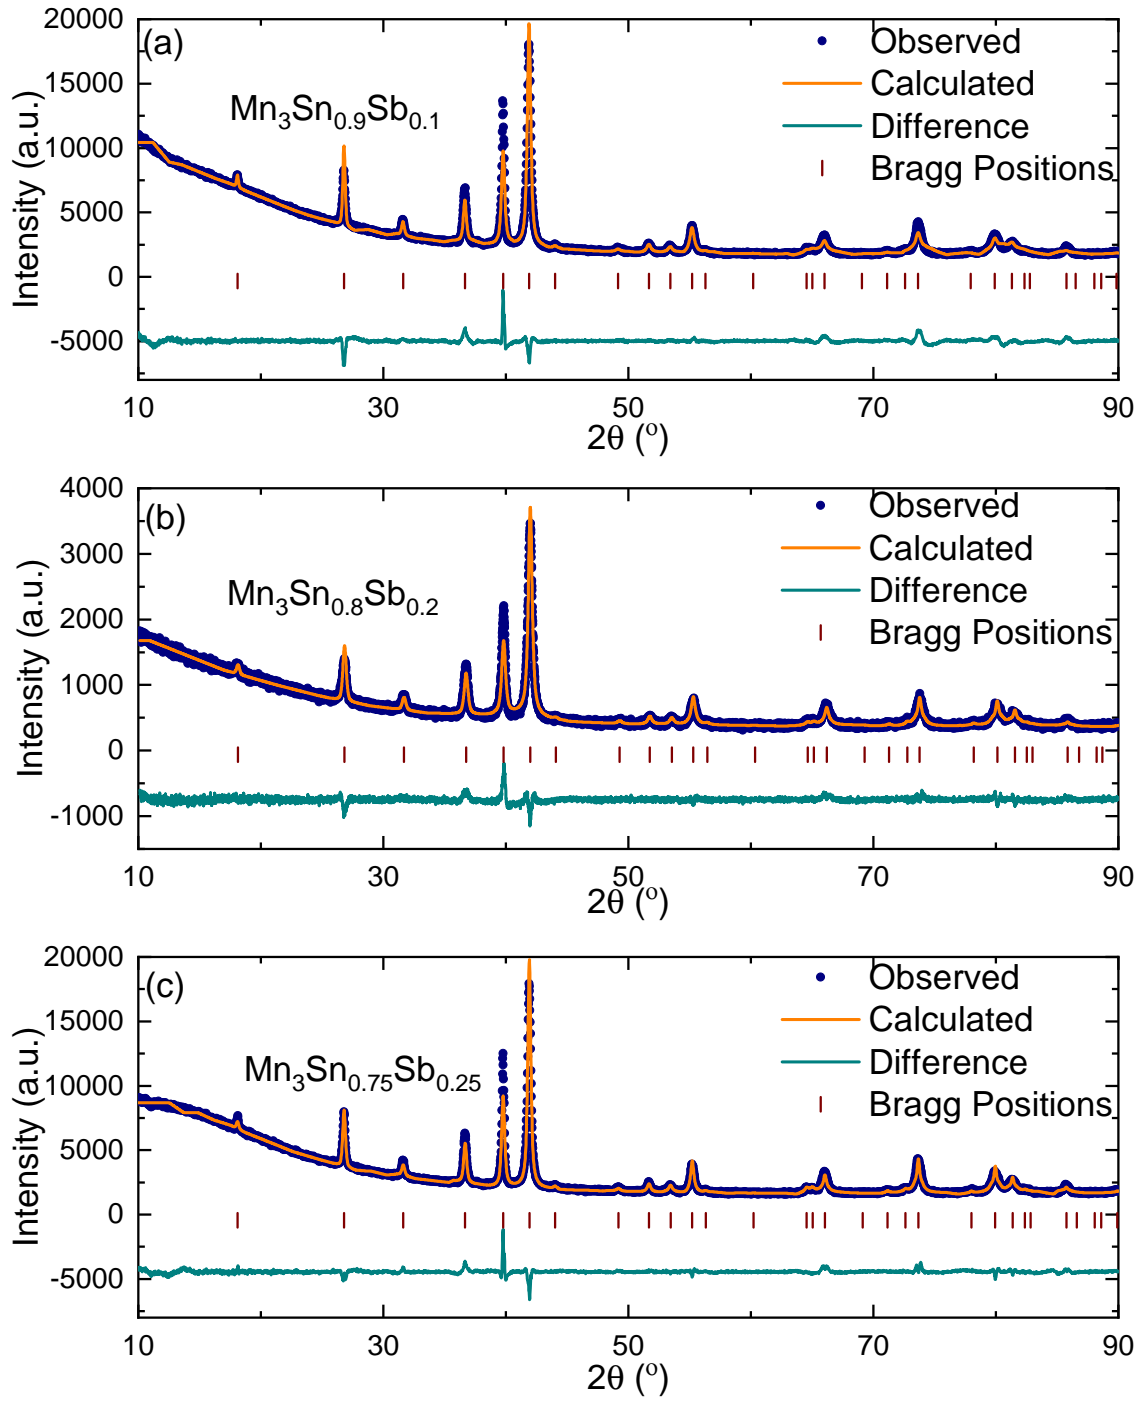 (a)
Mn₃Sn₀.₉Sb₀.₁
Observed
Calculated
Difference
Bragg Positions
Intensity (a.u.)
20000
15000
10000
5000
0
-5000
10 30 50 70 90
2θ (°)
(b)
Mn₃Sn₀.₈Sb₀.₂
Observed
Calculated
Difference
Bragg Positions
Intensity (a.u.)
4000
3000
2000
1000
0
-1000
10 30 50 70 90
2θ (°)
(c)
Mn₃Sn₀.₇₅Sb₀.₂₅
Observed
Calculated
Difference
Bragg Positions
Intensity (a.u.)
20000
15000
10000
5000
0
-5000
10 30 50 70 90
2θ (°)